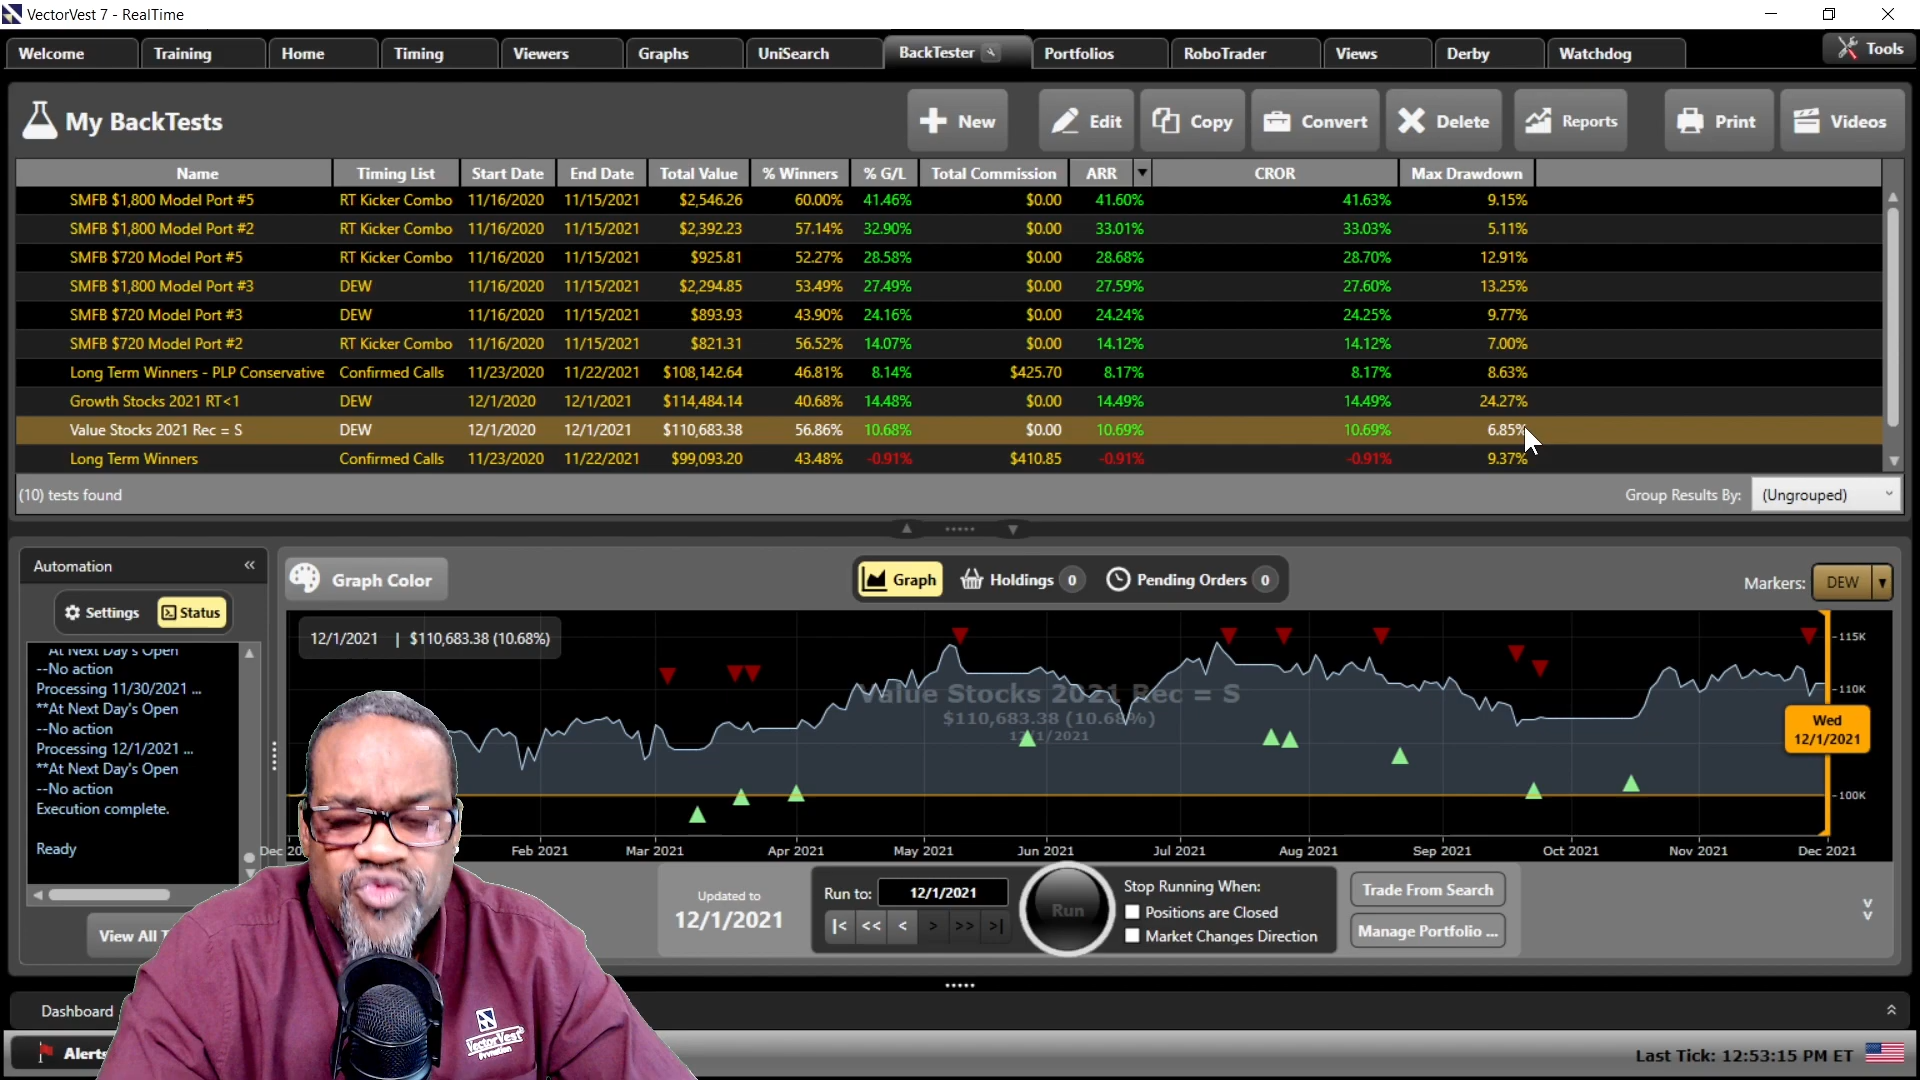 VectorVest 7 - RealTime
Welcome Training Home Timing Viewers Graphs UniSearch BackTester Portfolios RoboTrader Views Derby Watchdog Tools
My BackTests New Edit Copy Convert Delete Reports Print Videos
Name Timing List Start Date End Date Total Value % Winners % G/L Total Commission ARR CROR Max Drawdown
SMFB $1,800 Model Port #5 RT Kicker Combo 11/16/2020 11/15/2021 $2,546.26 60.00% 41.46% $0.00 41.60% 41.63% 9.15%
SMFB $1,800 Model Port #2 RT Kicker Combo 11/16/2020 11/15/2021 $2,392.23 57.14% 32.90% $0.00 33.01% 33.03% 5.11%
SMFB $720 Model Port #5 RT Kicker Combo 11/16/2020 11/15/2021 $925.81 52.27% 28.58% $0.00 28.68% 28.70% 12.91%
SMFB $1,800 Model Port #3 DEW 11/16/2020 11/15/2021 $2,294.85 53.49% 27.49% $0.00 27.59% 27.60% 13.25%
SMFB $720 Model Port #3 DEW 11/16/2020 11/15/2021 $893.93 43.90% 24.16% $0.00 24.24% 24.25% 9.77%
SMFB $720 Model Port #2 RT Kicker Combo 11/16/2020 11/15/2021 $821.31 56.52% 14.07% $0.00 14.12% 14.12% 7.00%
Long Term Winners - PLP Conservative Confirmed Calls 11/23/2020 11/22/2021 $108,142.64 46.81% 8.14% $425.70 8.17% 8.17% 8.63%
Growth Stocks 2021 RT<1 DEW 12/1/2020 12/1/2021 $114,484.14 40.68% 14.48% $0.00 14.49% 14.49% 24.27%
Value Stocks 2021 Rec = S DEW 12/1/2020 12/1/2021 $110,683.38 56.86% 10.68% $0.00 10.69% 10.69% 6.85%
Long Term Winners Confirmed Calls 11/23/2020 11/22/2021 $99,093.20 43.48% -0.91% $410.85 -0.91% -0.91% 9.37%
(10) tests found Group Results By: (Ungrouped)
Automation «
Settings Status
At Next Day's Open
--No action
Processing 11/30/2021 ...
**At Next Day's Open
--No action
Processing 12/1/2021 ...
**At Next Day's Open
--No action
Execution complete.
Ready
View All
Graph Color Graph Holdings 0 Pending Orders 0 Markers: DEW
12/1/2021 | $110,683.38 (10.68%)
Value Stocks 2021 Rec = S
$110,683.38 (10.68%)
12/1/2021
115K
110K
100K
Wed
12/1/2021
Dec 20 Feb 2021 Mar 2021 Apr 2021 May 2021 Jun 2021 Jul 2021 Aug 2021 Sep 2021 Oct 2021 Nov 2021 Dec 2021
Updated to
12/1/2021
Run to: 12/1/2021
|< << < > >> >|
Run
Stop Running When:
Positions are Closed
Market Changes Direction
Trade From Search
Manage Portfolio ...
Dashboard
Alerts
Last Tick: 12:53:15 PM ET
VectorVest